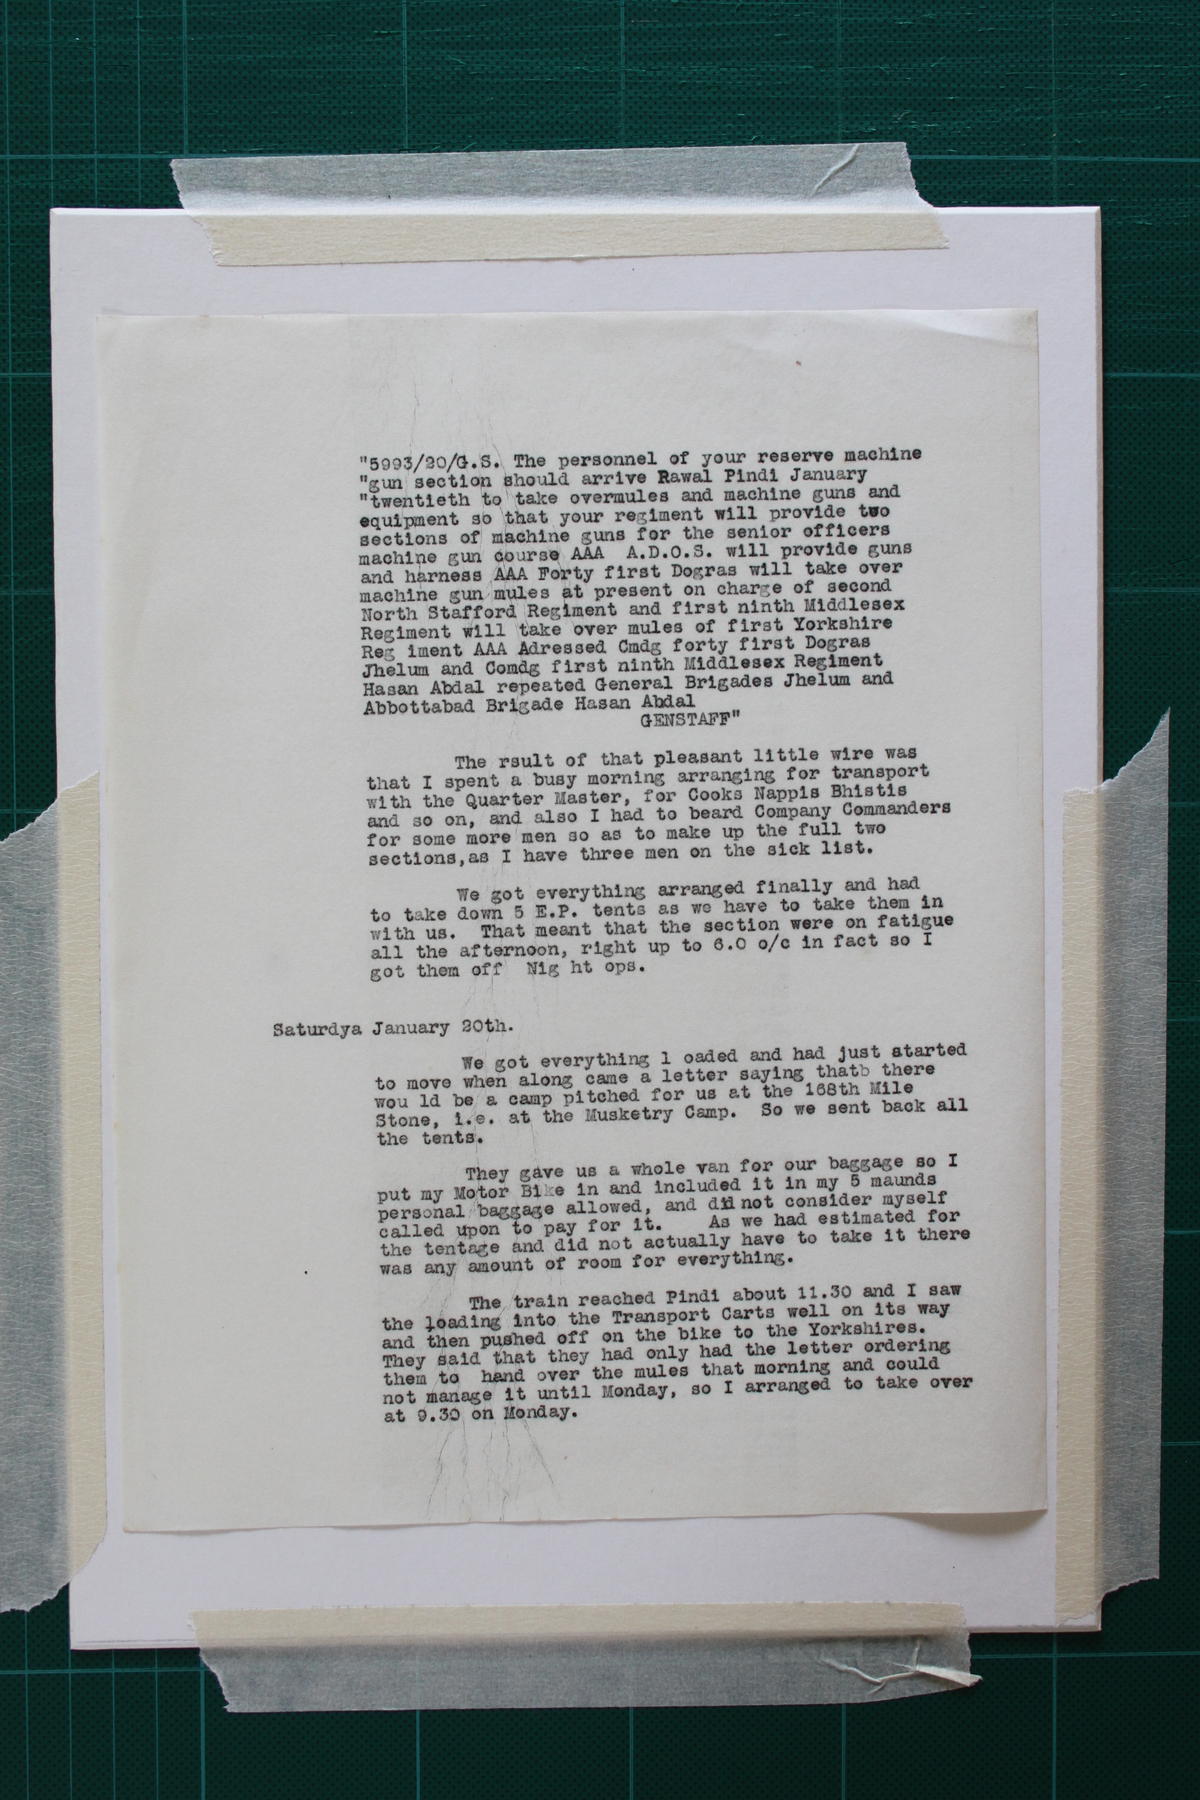 "5993/20/G.S. The personnel of your reserve machine
"gun section should arrive Rawal Pindi January
"twentieth to take overmules and machine guns and
equipment so that your regiment will provide two
sections of machine guns for the senior officers
machine gun course AAA  A.D.O.S. will provide guns
and harness AAA Forty first Dogras will take over
machine gun mules at present on charge of second
North Stafford Regiment and first ninth Middlesex
Regiment will take over mules of first Yorkshire
Reg iment AAA Adressed Cmdg forty first Dogras
Jhelum and Comdg first ninth Middlesex Regiment
Hasan Abdal repeated General Brigades Jhelum and
Abbottabad Brigade Hasan Abdal
GENSTAFF"
The rsult of that pleasant little wire was
that I spent a busy morning arranging for transport
with the Quarter Master, for Cooks Nappis Bhistis
and so on, and also I had to beard Company Commanders
for some more men so as to make up the full two
sections,as I have three men on the sick list.
We got everything arranged finally and had
to take down 5 E.P. tents as we have to take them in
with us.  That meant that the section were on fatigue
all the afternoon, right up to 6.0 o/c in fact so I
got them off  Nig ht ops.
Saturdya January 20th.
We got everything l oaded and had just started
to move when along came a letter saying thatb there
wou ld be a camp pitched for us at the 168th Mile
Stone, i.e. at the Musketry Camp.  So we sent back all
the tents.
They gave us a whole van for our baggage so I
put my Motor Bike in and included it in my 5 maunds
personal baggage allowed, and did not consider myself
called upon to pay for it.    As we had estimated for
the tentage and did not actually have to take it there
was any amount of room for everything.
The train reached Pindi about 11.30 and I saw
the loading into the Transport Carts well on its way
and then pushed off on the bike to the Yorkshires.
They said that they had only had the letter ordering
them to  hand over the mules that morning and could
not manage it until Monday, so I arranged to take over
at 9.30 on Monday.